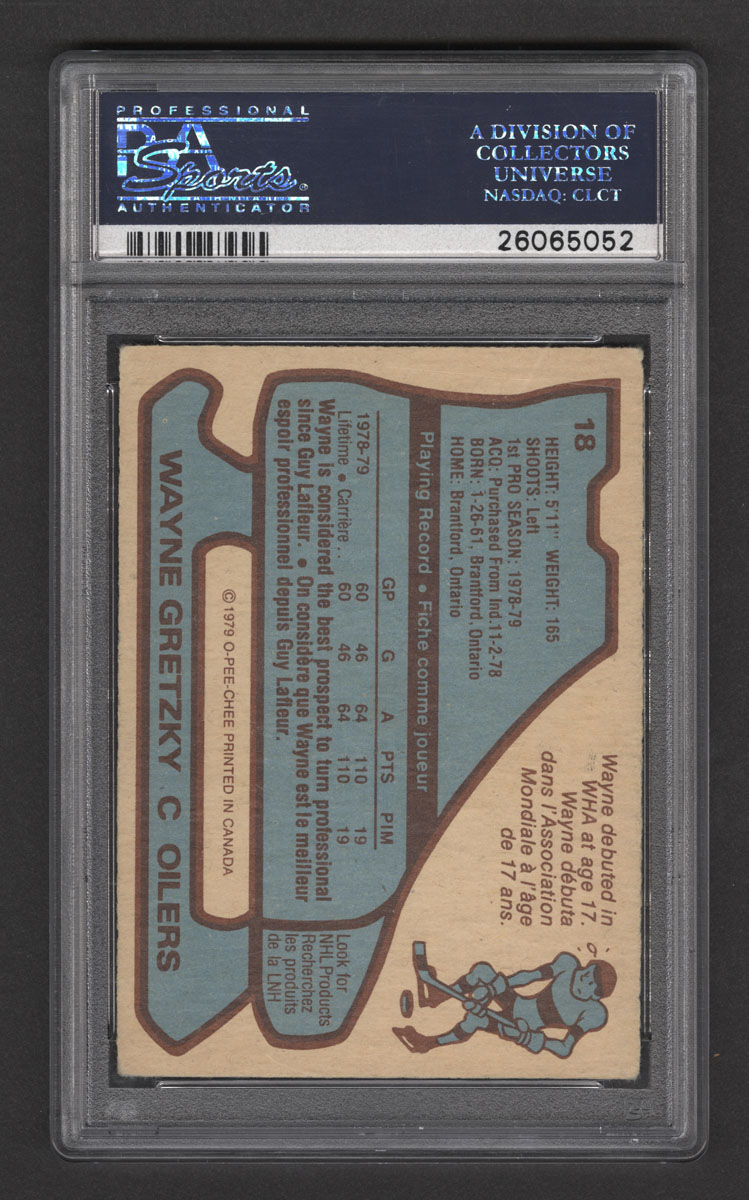 PROFESSIONAL
PSA
Sports®
AUTHENTICATOR
A DIVISION OF
COLLECTORS
UNIVERSE
NASDAQ: CLCT
26065052
18
HEIGHT: 5'11" WEIGHT: 165
SHOOTS: Left
1st PRO SEASON: 1978-79
ACQ: Purchased From Ind.11-2-78
BORN: 1-26-61, Brantford, Ontario
HOME: Brantford, Ontario
Wayne debuted in
WHA at age 17.
Wayne débuta
dans l'Association
Mondiale à l'âge
de 17 ans.
Playing Record • Fiche comme joueur
GP G A PTS PIM
1978-79 60 46 64 110 19
Lifetime • Carrière .. 60 46 64 110 19
Wayne is considered the best prospect to turn professional
since Guy Lafleur. • On considère que Wayne est le meilleur
espoir professionnel depuis Guy Lafleur.
Look for
NHL Products
Recherchez
les produits
de la LNH
©1979 O-PEE-CHEE PRINTED IN CANADA
WAYNE GRETZKY C OILERS